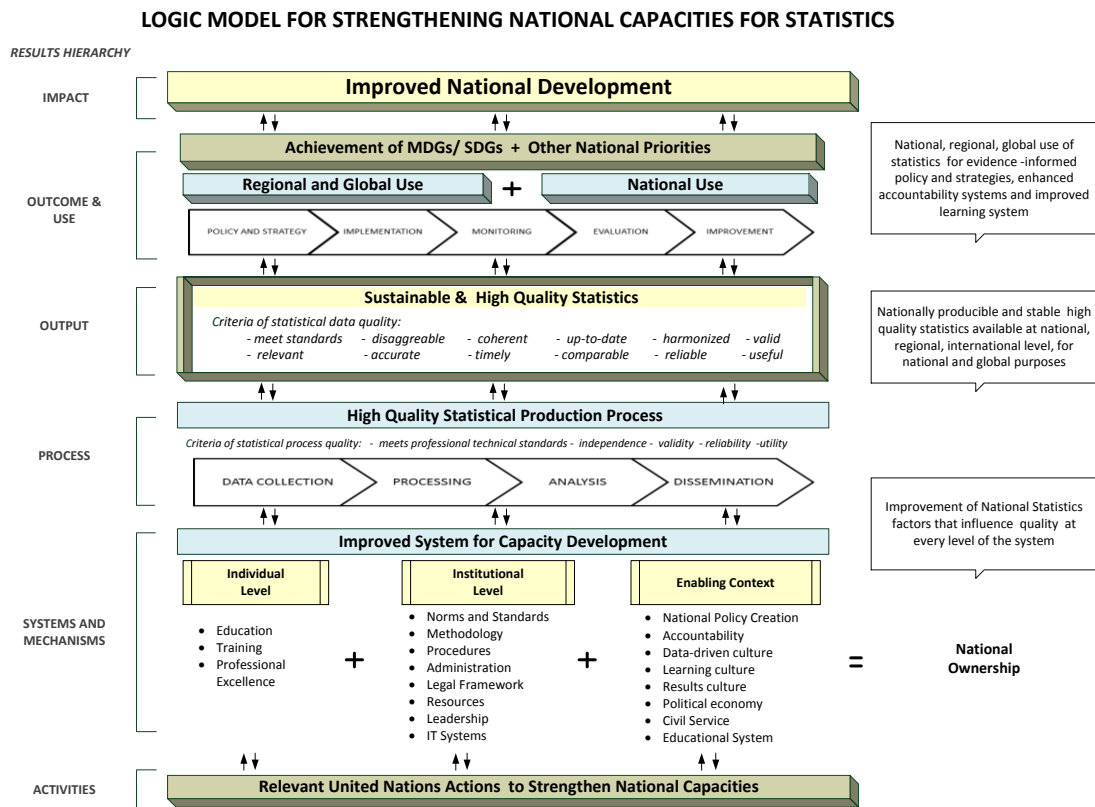 LOGIC MODEL FOR STRENGTHENING NATIONAL CAPACITIES FOR STATISTICS
RESULTS HIERARCHY
IMPACT
Improved National Development
OUTCOME &
USE
Achievement of MDGs/ SDGs + Other National Priorities
Regional and Global Use
+
National Use
POLICY AND STRATEGY
IMPLEMENTATION
MONITORING
EVALUATION
IMPROVEMENT
National, regional, global use of
statistics for evidence -informed
policy and strategies, enhanced
accountability systems and improved
learning system
OUTPUT
Sustainable & High Quality Statistics
Criteria of statistical data quality:
- meet standards - disaggreable - coherent - up-to-date - harmonized - valid
- relevant - accurate - timely - comparable - reliable - useful
Nationally producible and stable high
quality statistics available at national,
regional, international level, for
national and global purposes
PROCESS
High Quality Statistical Production Process
Criteria of statistical process quality: - meets professional technical standards - independence - validity - reliability -utility
DATA COLLECTION
PROCESSING
ANALYSIS
DISSEMINATION
Improvement of National Statistics
factors that influence quality at
every level of the system
SYSTEMS AND
MECHANISMS
Improved System for Capacity Development
Individual
Level
• Education
• Training
• Professional
Excellence
+
Institutional
Level
• Norms and Standards
• Methodology
• Procedures
• Administration
• Legal Framework
• Resources
• Leadership
• IT Systems
+
Enabling Context
• National Policy Creation
• Accountability
• Data-driven culture
• Learning culture
• Results culture
• Political economy
• Civil Service
• Educational System
=
National
Ownership
ACTIVITIES
Relevant United Nations Actions to Strengthen National Capacities